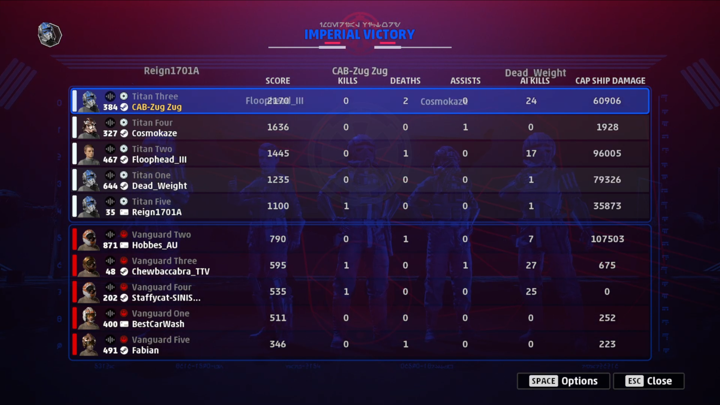 IMPERIAL VICTORY
Reign1701A CAB-Zug Zug Dead_Weight
SCORE KILLS DEATHS ASSISTS AI KILLS CAP SHIP DAMAGE
Floophead_III Cosmokaze
Titan Three
384 CAB-Zug Zug 2170 0 2 0 24 60906
Titan Four
327 Cosmokaze 1636 0 0 1 0 1928
Titan Two
467 Floophead_III 1445 0 1 0 17 96005
Titan One
644 Dead_Weight 1235 0 0 0 1 79326
Titan Five
35 Reign1701A 1100 1 0 0 1 35873
Vanguard Two
871 Hobbes_AU 790 0 1 0 7 107503
Vanguard Three
48 Chewbaccabra_TTV 595 1 0 1 27 675
Vanguard Four
202 Staffycat-SINIS... 535 1 0 0 25 0
Vanguard One
400 BestCarWash 511 0 0 0 0 252
Vanguard Five
491 Fabian 346 0 1 0 0 223
SPACE Options ESC Close